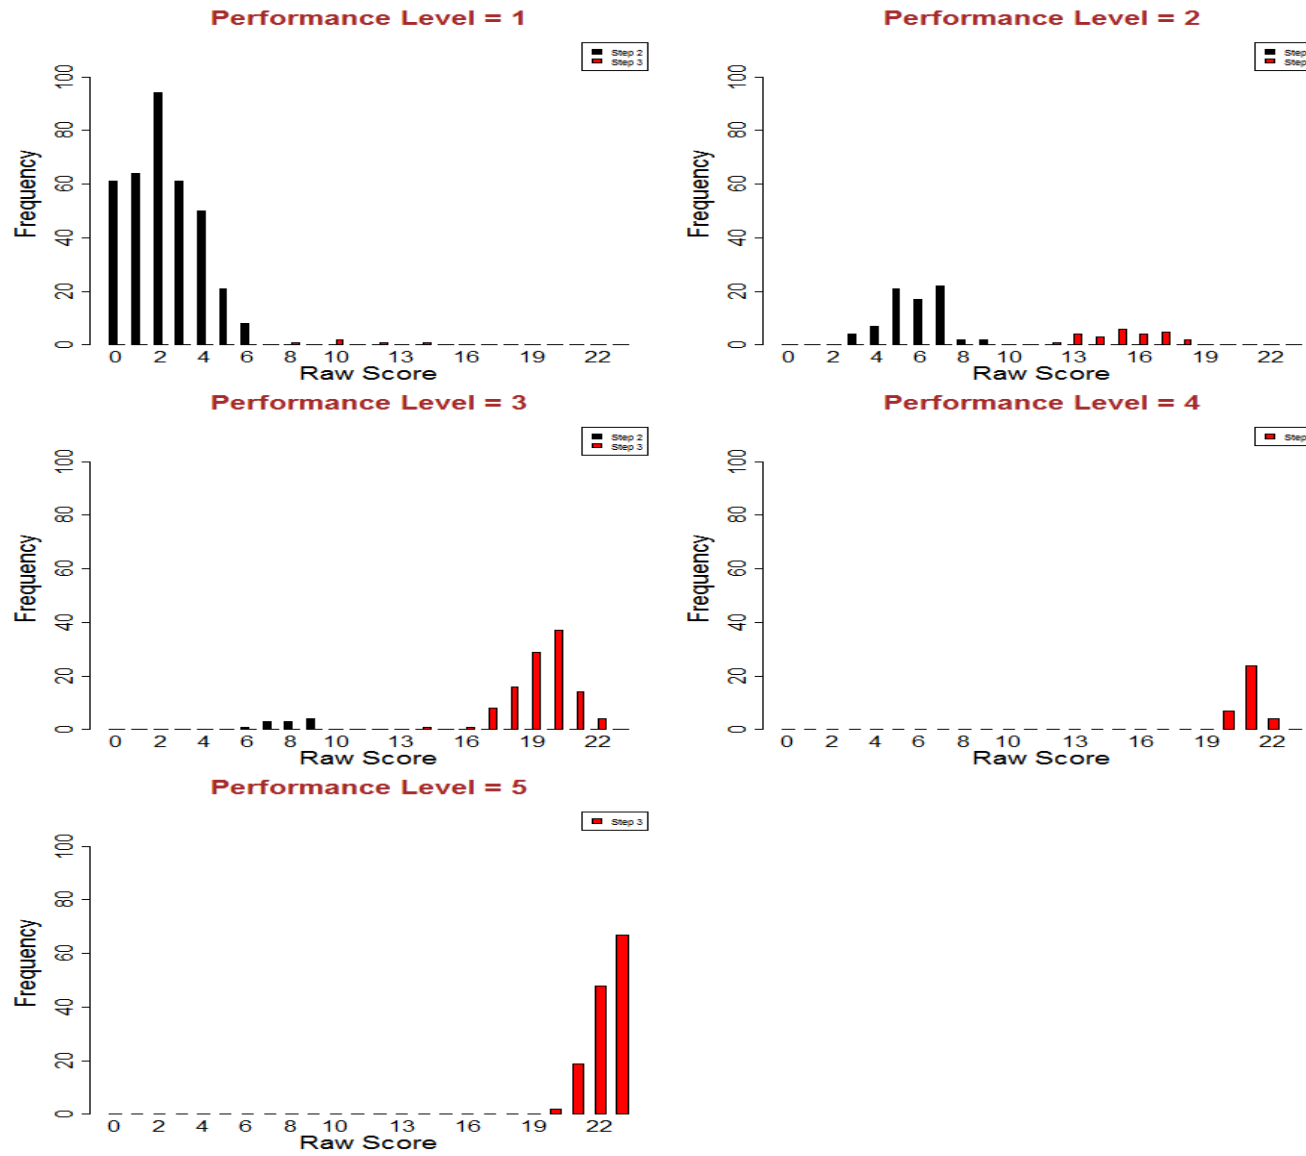 Performance Level = 1
Step 2
Step 3
Frequency
0 20 40 60 80 100
0 2 4 6 8 10 13 16 19 22
Raw Score
Performance Level = 2
Step
Step
Frequency
0 20 40 60 80 100
0 2 4 6 8 10 13 16 19 22
Raw Score
Performance Level = 3
Step 2
Step 3
Frequency
0 20 40 60 80 100
0 2 4 6 8 10 13 16 19 22
Raw Score
Performance Level = 4
Step
Frequency
0 20 40 60 80 100
0 2 4 6 8 10 13 16 19 22
Raw Score
Performance Level = 5
Step 3
Frequency
0 20 40 60 80 100
0 2 4 6 8 10 13 16 19 22
Raw Score